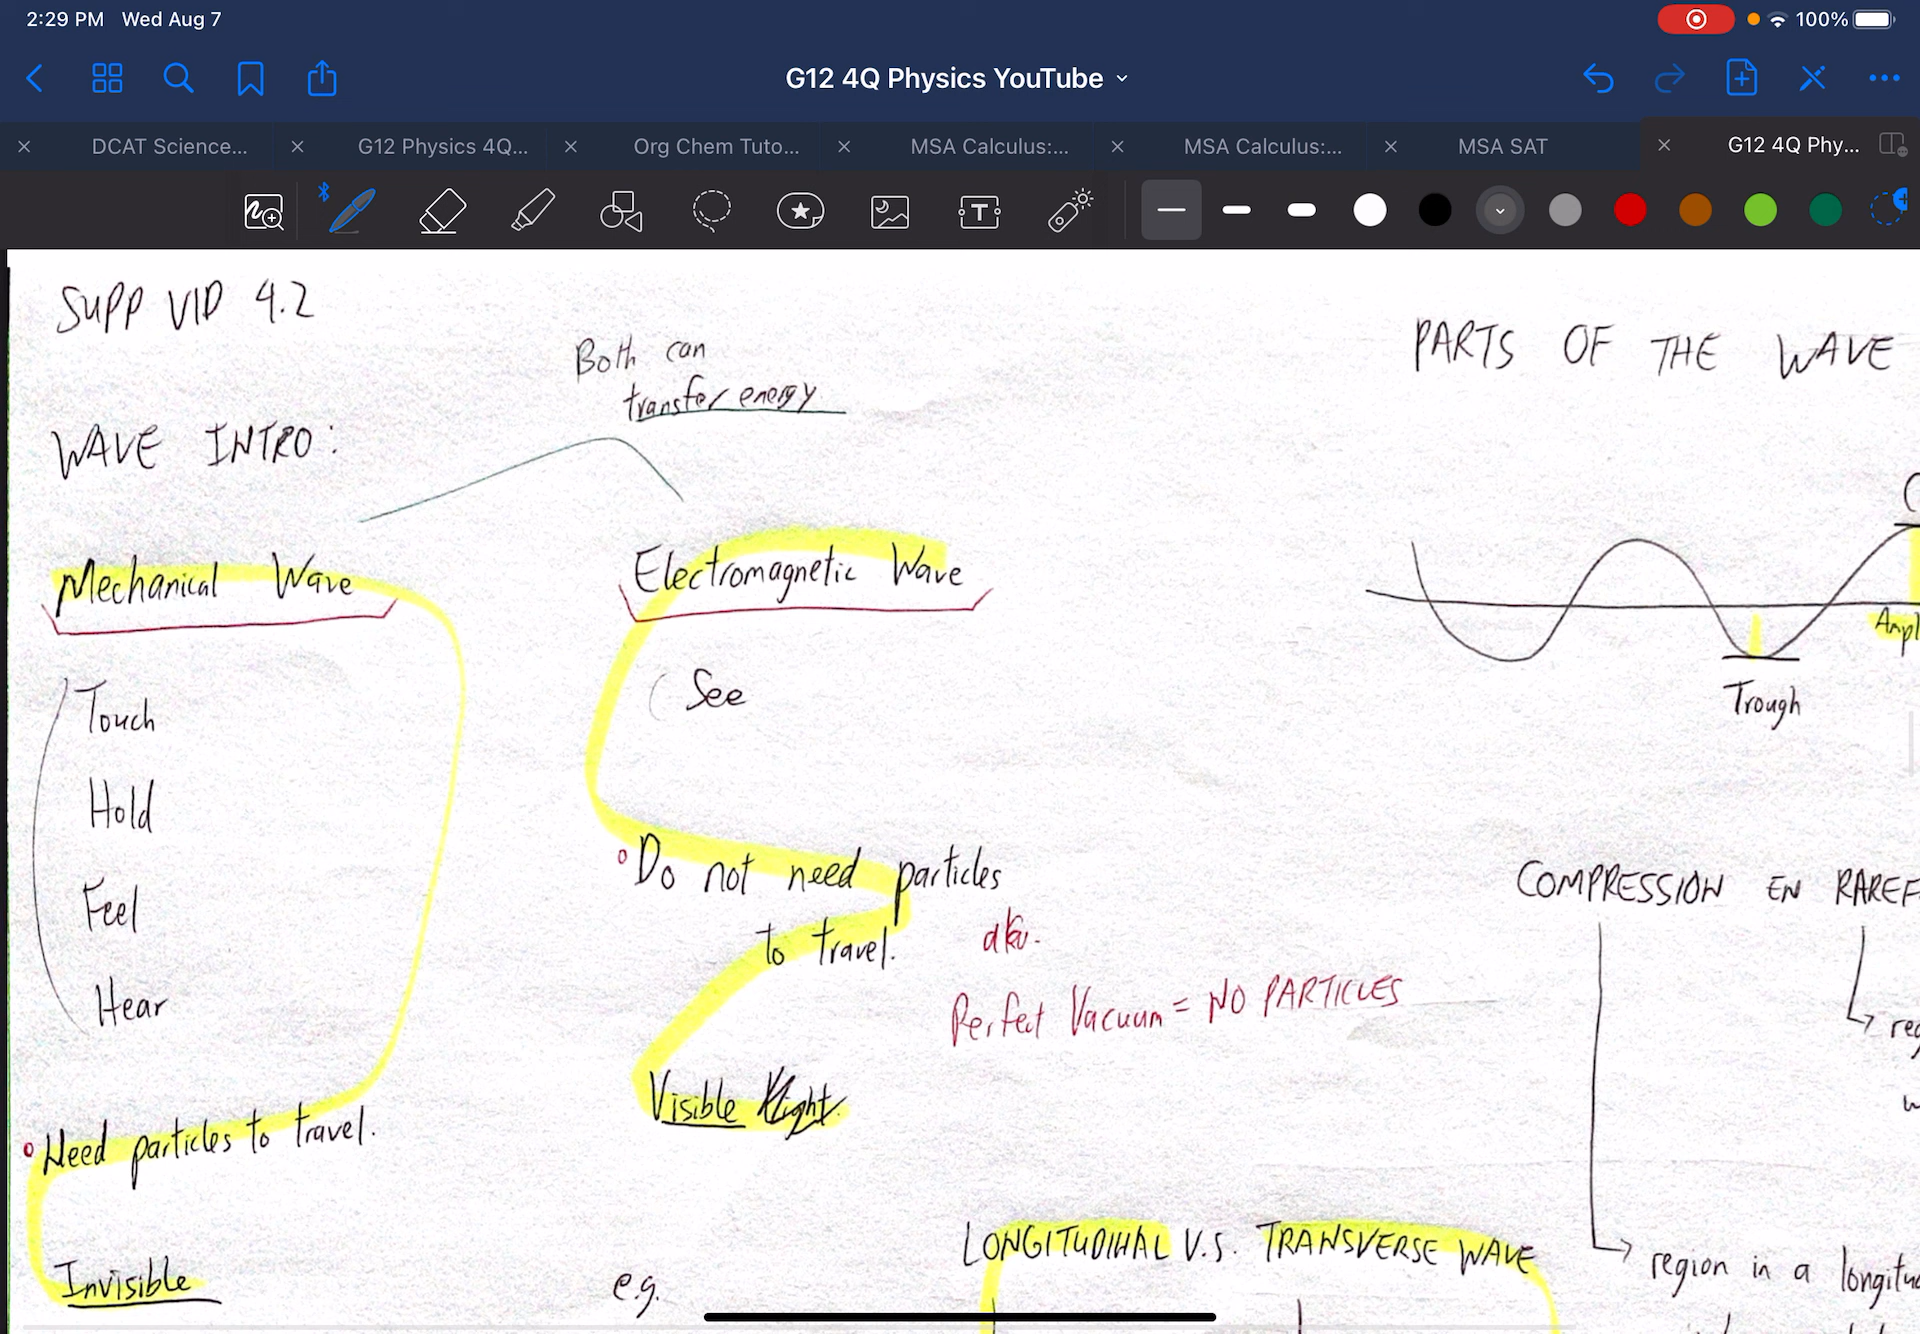 2:29 PM Wed Aug 7
100%
G12 4Q Physics YouTube
DCAT Science...
G12 Physics 4Q...
Org Chem Tuto...
MSA Calculus:...
MSA Calculus:...
MSA SAT
G12 4Q Phy...
SUPP VID 4.2
Both can
transfer energy
WAVE INTRO:
Mechanical Wave
Touch
Hold
Feel
Hear
Need particles to travel.
Invisible
Electromagnetic Wave
See
Do not need particles
to travel.
aka.
Perfect Vacuum = NO PARTICLES
Visible Light.
e.g.
PARTS OF THE WAVE
Ampl
Trough
COMPRESSION EN RAREF
reg
LONGITUDINAL V.S. TRANSVERSE WAVE
region in a longitu